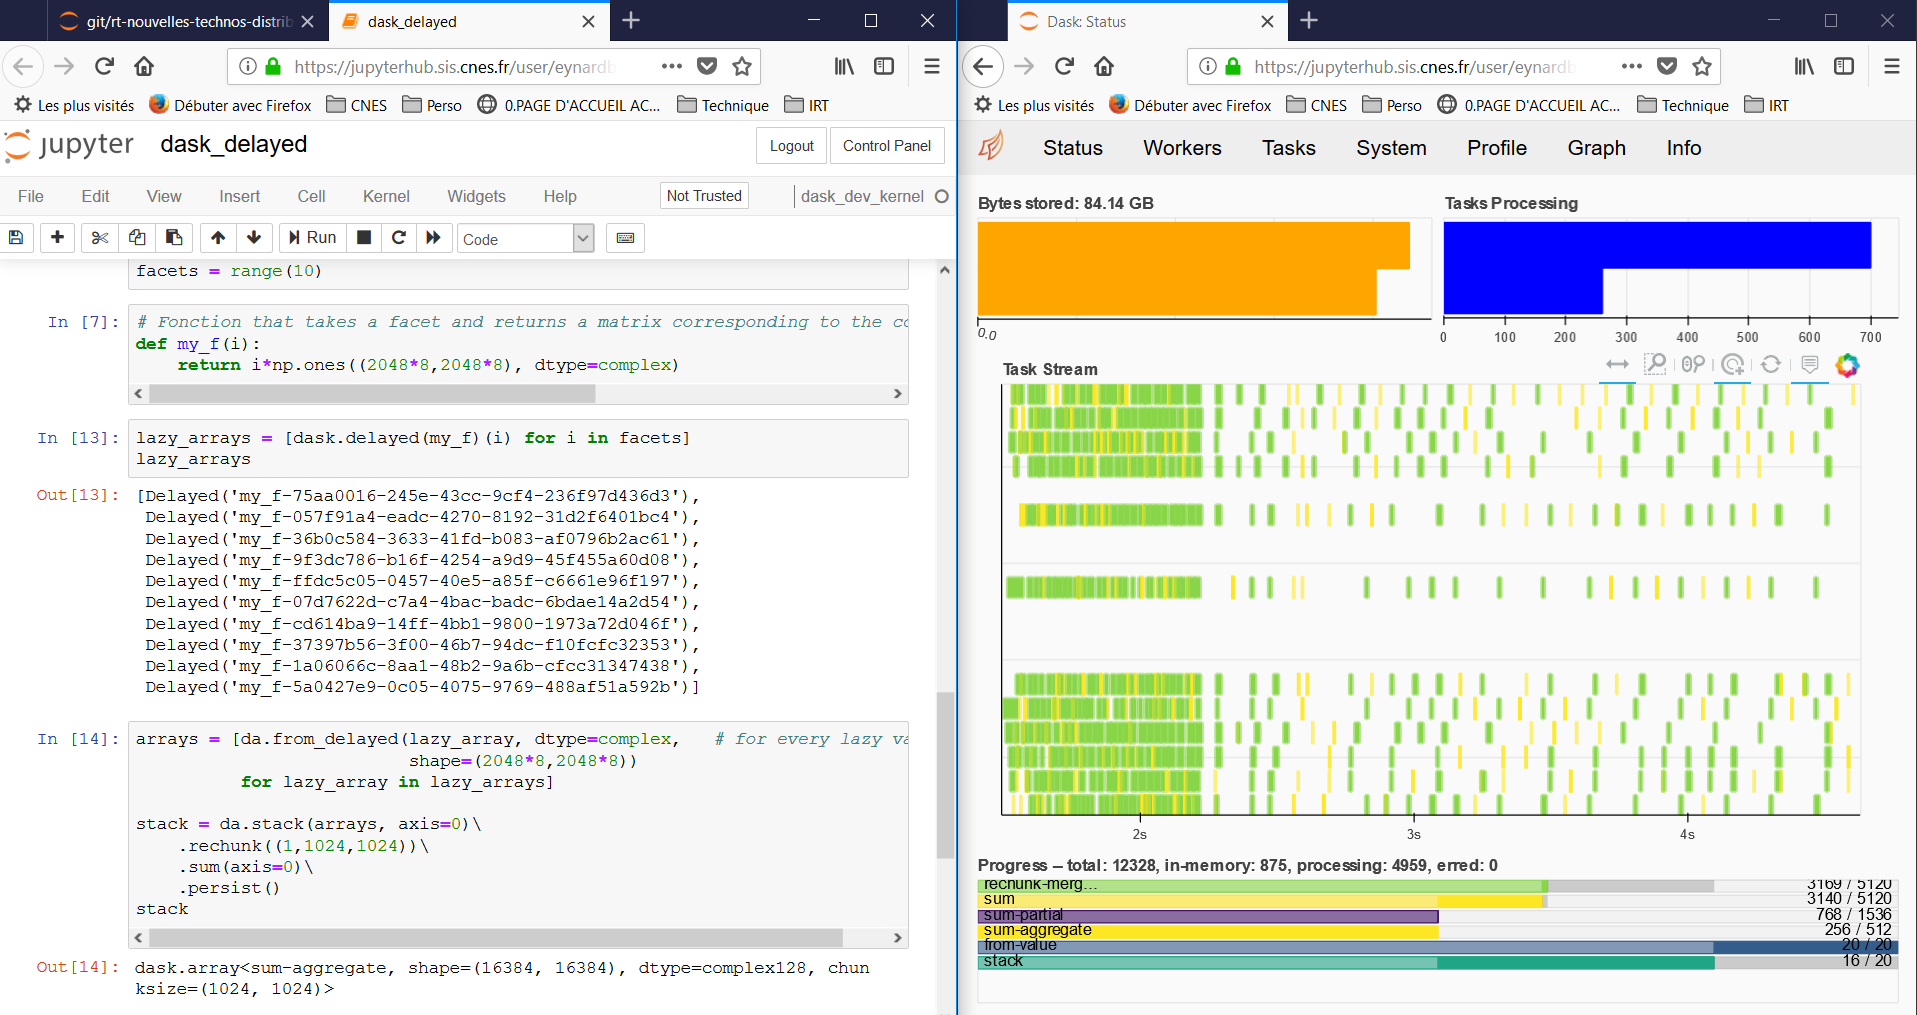 git/rt-nouvelles-technos-distrib
dask_delayed
https://jupyterhub.sis.cnes.fr/user/eynardb
Les plus visités
Débuter avec Firefox
CNES
Perso
0.PAGE D'ACCUEIL AC...
Technique
IRT
jupyter
dask_delayed
Logout
Control Panel
File
Edit
View
Insert
Cell
Kernel
Widgets
Help
Not Trusted
dask_dev_kernel
Run
Code
facets = range(10)
In [7]:
# Fonction that takes a facet and returns a matrix corresponding to the co
def my_f(i):
    return i*np.ones((2048*8,2048*8), dtype=complex)
In [13]:
lazy_arrays = [dask.delayed(my_f)(i) for i in facets]
lazy_arrays
Out[13]:
[Delayed('my_f-75aa0016-245e-43cc-9cf4-236f97d436d3'),
 Delayed('my_f-057f91a4-eadc-4270-8192-31d2f6401bc4'),
 Delayed('my_f-36b0c584-3633-41fd-b083-af0796b2ac61'),
 Delayed('my_f-9f3dc786-b16f-4254-a9d9-45f455a60d08'),
 Delayed('my_f-ffdc5c05-0457-40e5-a85f-c6661e96f197'),
 Delayed('my_f-07d7622d-c7a4-4bac-badc-6bdae14a2d54'),
 Delayed('my_f-cd614ba9-14ff-4bb1-9800-1973a72d046f'),
 Delayed('my_f-37397b56-3f00-46b7-94dc-f10fcfc32353'),
 Delayed('my_f-1a06066c-8aa1-48b2-9a6b-cfcc31347438'),
 Delayed('my_f-5a0427e9-0c05-4075-9769-488af51a592b')]
In [14]:
arrays = [da.from_delayed(lazy_array, dtype=complex,   # for every lazy va
                          shape=(2048*8,2048*8))
          for lazy_array in lazy_arrays]
stack = da.stack(arrays, axis=0)\
    .rechunk((1,1024,1024))\
    .sum(axis=0)\
    .persist()
stack
Out[14]:
dask.array<sum-aggregate, shape=(16384, 16384), dtype=complex128, chun
ksize=(1024, 1024)>
Dask: Status
https://jupyterhub.sis.cnes.fr/user/eynardb
Les plus visités
Débuter avec Firefox
CNES
Perso
0.PAGE D'ACCUEIL AC...
Technique
IRT
Status
Workers
Tasks
System
Profile
Graph
Info
Bytes stored: 84.14 GB
0.0
Tasks Processing
0 100 200 300 400 500 600 700
Task Stream
2s 3s 4s
Progress -- total: 12328, in-memory: 875, processing: 4959, erred: 0
rechunk-merg... 3169 / 5120
sum 3140 / 5120
sum-partial 768 / 1536
sum-aggregate 256 / 512
from-value 20 / 20
stack 16 / 20